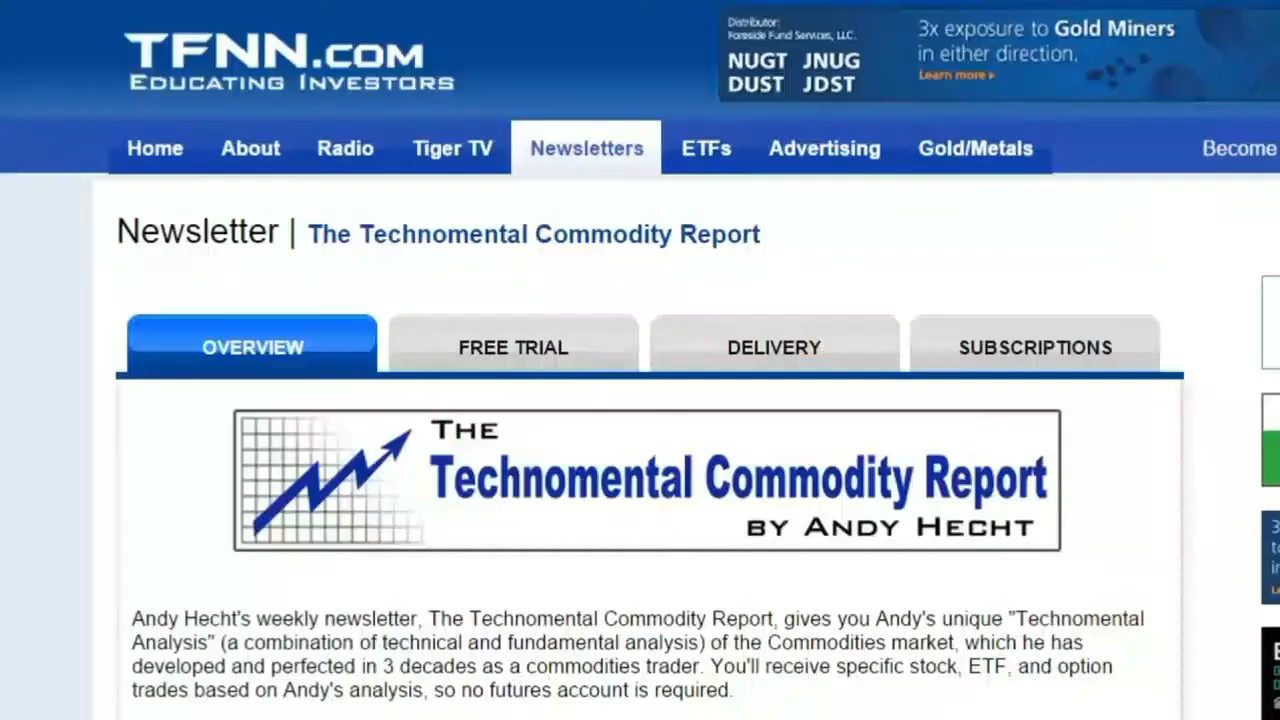 TFNN.COM
EDUCATING INVESTORS
Distributor:
Foreside Fund Services, LLC.
NUGT JNUG
DUST JDST
3x exposure to Gold Miners
in either direction.
Learn more
Home About Radio Tiger TV Newsletters ETFs Advertising Gold/Metals Become
Newsletter | The Technomental Commodity Report
OVERVIEW FREE TRIAL DELIVERY SUBSCRIPTIONS
THE
Technomental Commodity Report
BY ANDY HECHT
Andy Hecht's weekly newsletter, The Technomental Commodity Report, gives you Andy's unique "Technomental
Analysis" (a combination of technical and fundamental analysis) of the Commodities market, which he has
developed and perfected in 3 decades as a commodities trader. You'll receive specific stock, ETF, and option
trades based on Andy's analysis, so no futures account is required.